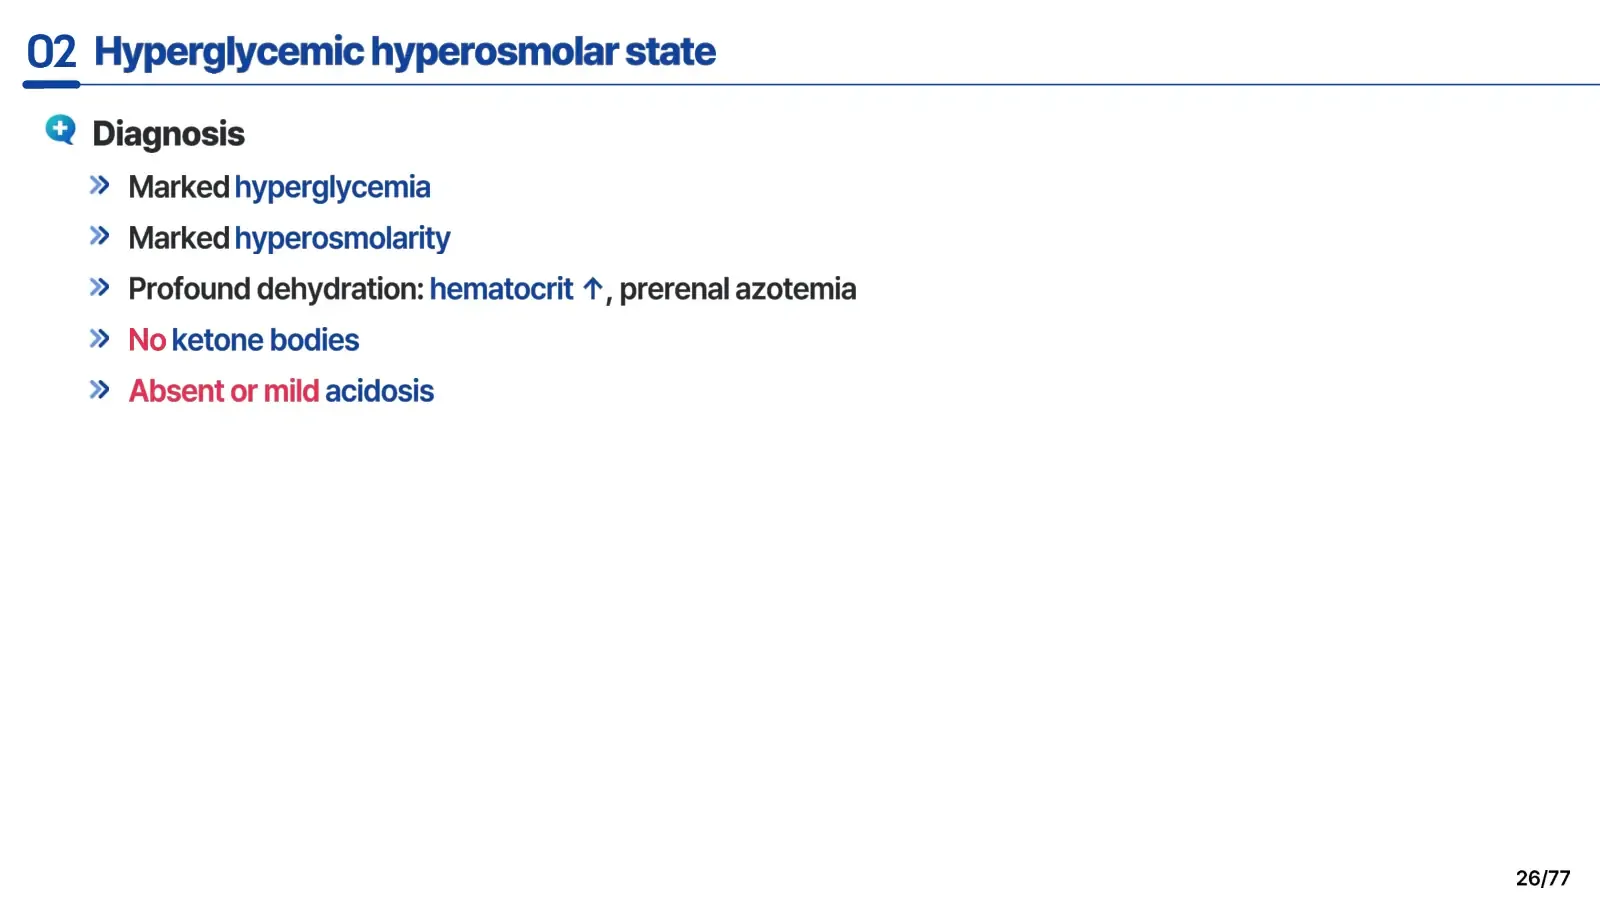 02 Hyperglycemic hyperosmolar state
Diagnosis
Marked hyperglycemia
Marked hyperosmolarity
Profound dehydration: hematocrit ↑, prerenal azotemia
No ketone bodies
Absent or mild acidosis
26/77